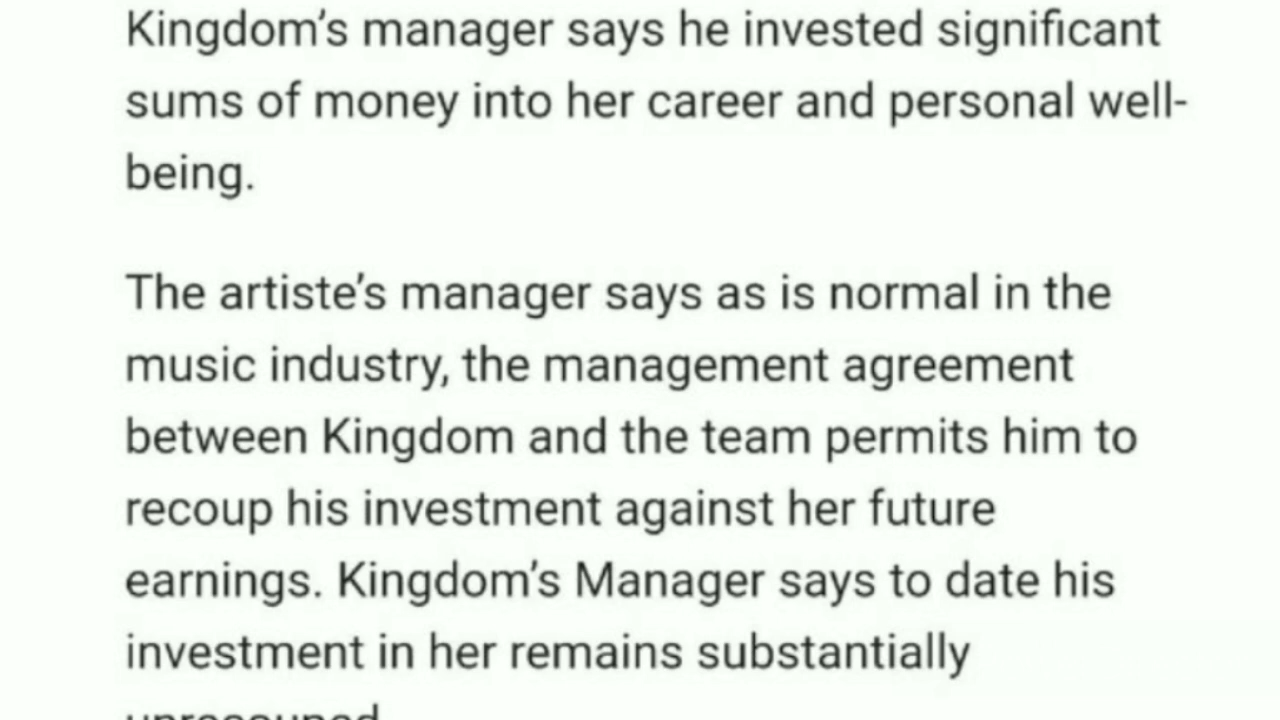 Kingdom’s manager says he invested significant
sums of money into her career and personal well-
being.
The artiste’s manager says as is normal in the
music industry, the management agreement
between Kingdom and the team permits him to
recoup his investment against her future
earnings. Kingdom’s Manager says to date his
investment in her remains substantially